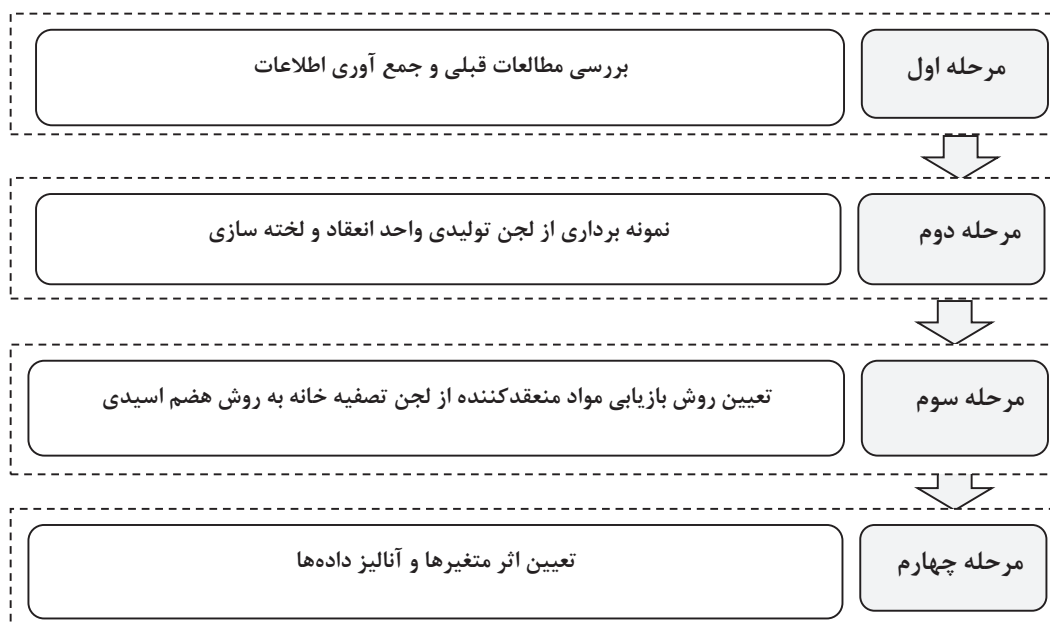 مرحله اول
بررسی مطالعات قبلی و جمع آوری اطلاعات
مرحله دوم
نمونه برداری از لجن تولیدی واحد انعقاد و لخته سازی
مرحله سوم
تعیین روش بازیابی مواد منعقدکننده از لجن تصفیه خانه به روش هضم اسیدی
مرحله چهارم
تعیین اثر متغیرها و آنالیز داده‌ها